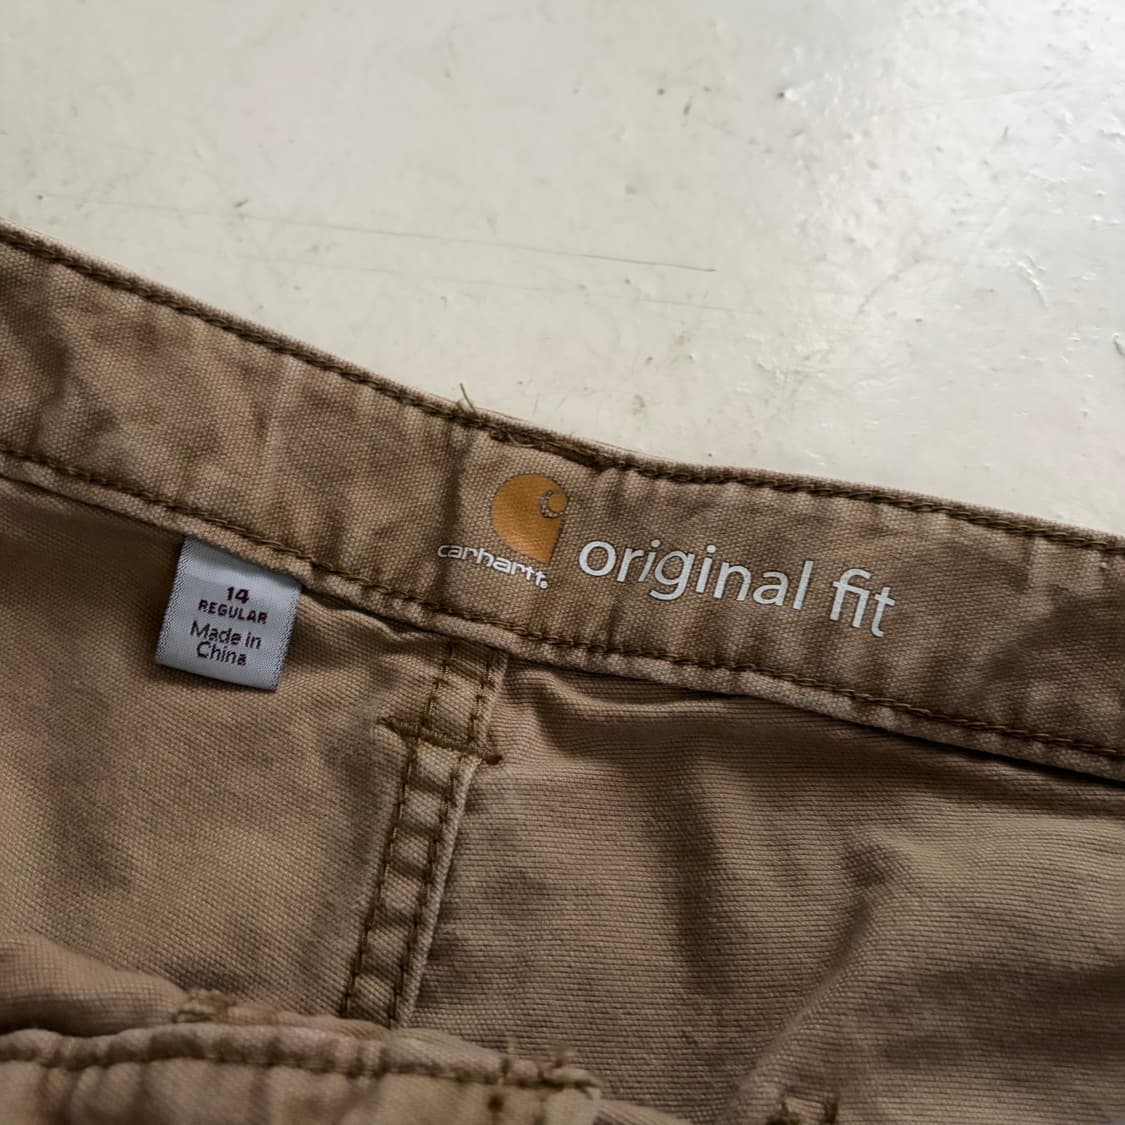 carhartt.
original fit
14
REGULAR
Made in
China